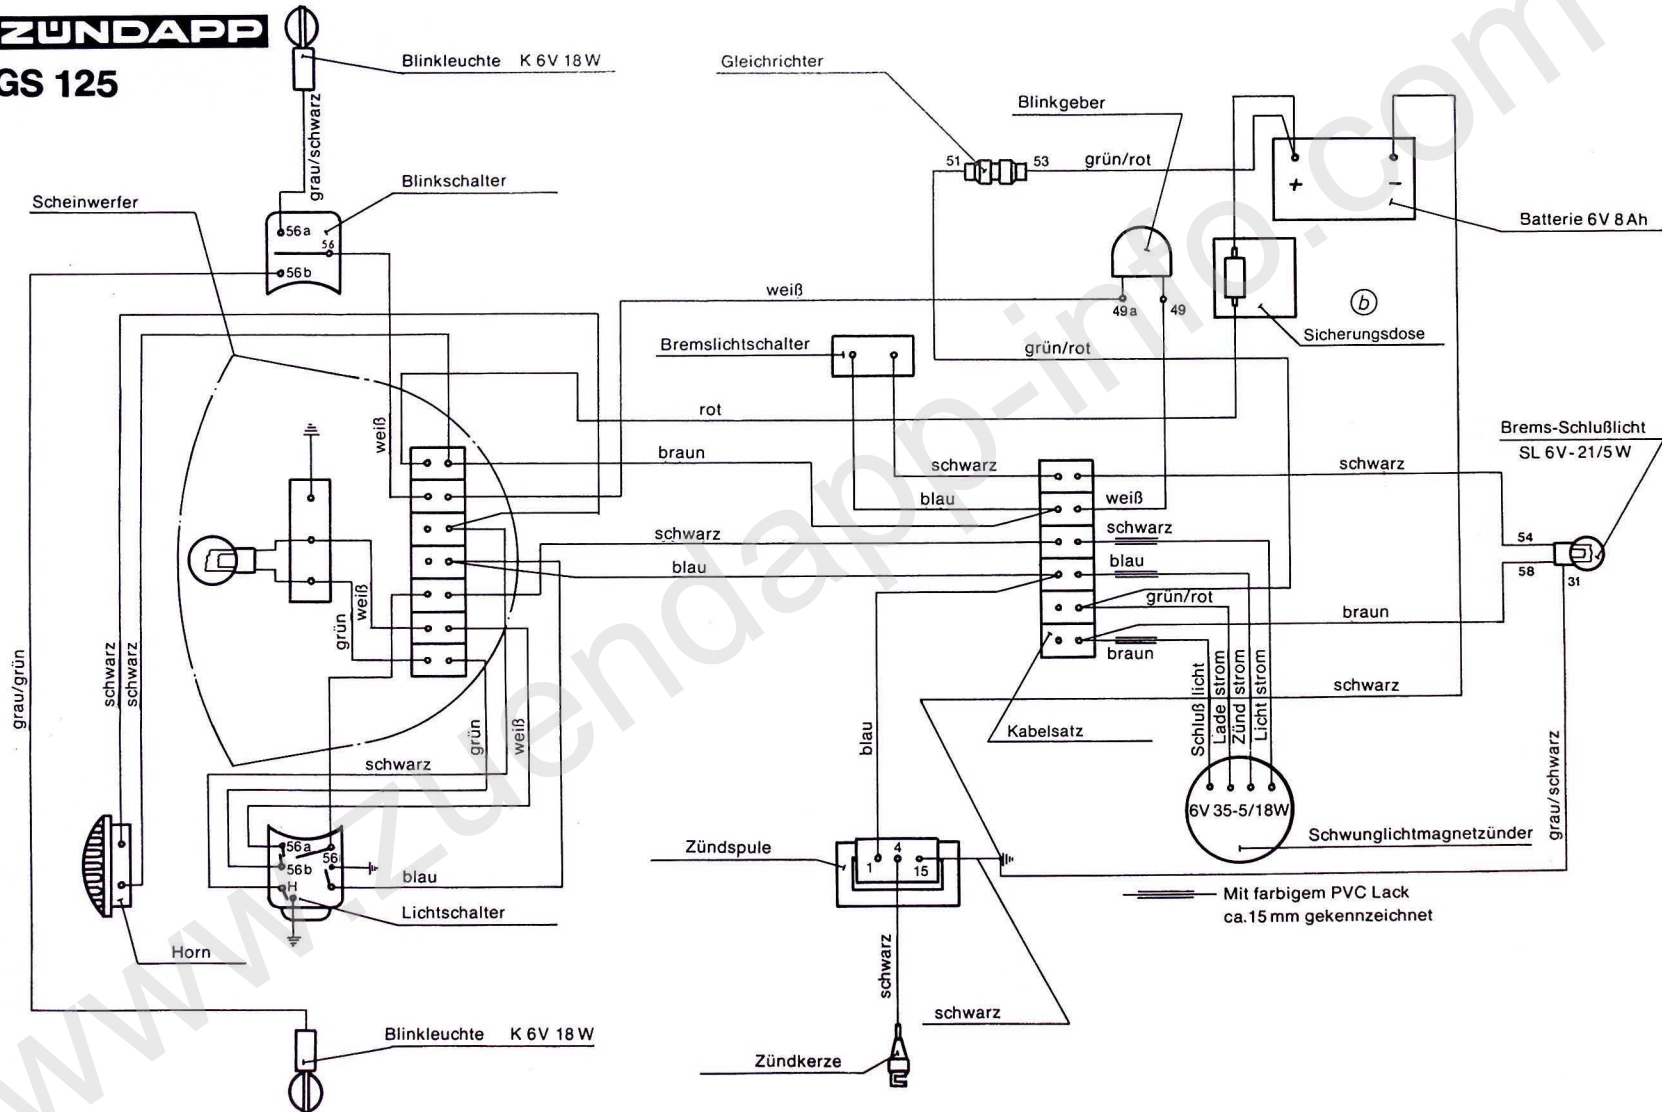 ZÜNDAPP
GS 125
Blinkleuchte K 6V 18W
Gleichrichter
Blinkgeber
grau/schwarz
51
53
grün/rot
Blinkschalter
Scheinwerfer
+
–
Batterie 6V 8Ah
56a
56
56b
weiß
49a
49
b
Sicherungsdose
Bremslichtschalter
grün/rot
rot
weiß
braun
schwarz
schwarz
Brems-Schlußlicht
SL 6V-21/5W
blau
weiß
schwarz
schwarz
54
blau
blau
58
31
grün/rot
weiß
grün
braun
braun
grau/grün
schwarz
schwarz
Schluß licht
Lade strom
Zünd strom
Licht strom
schwarz
grün
weiß
blau
Kabelsatz
grau/schwarz
schwarz
6V 35-5/18W
Schwunglichtmagnetzünder
56a
56
56b
H
blau
Zündspule
1
4
15
Lichtschalter
Mit farbigem PVC Lack
ca.15mm gekennzeichnet
Horn
schwarz
schwarz
Blinkleuchte K 6V 18W
Zündkerze
www.zuendapp-info.com